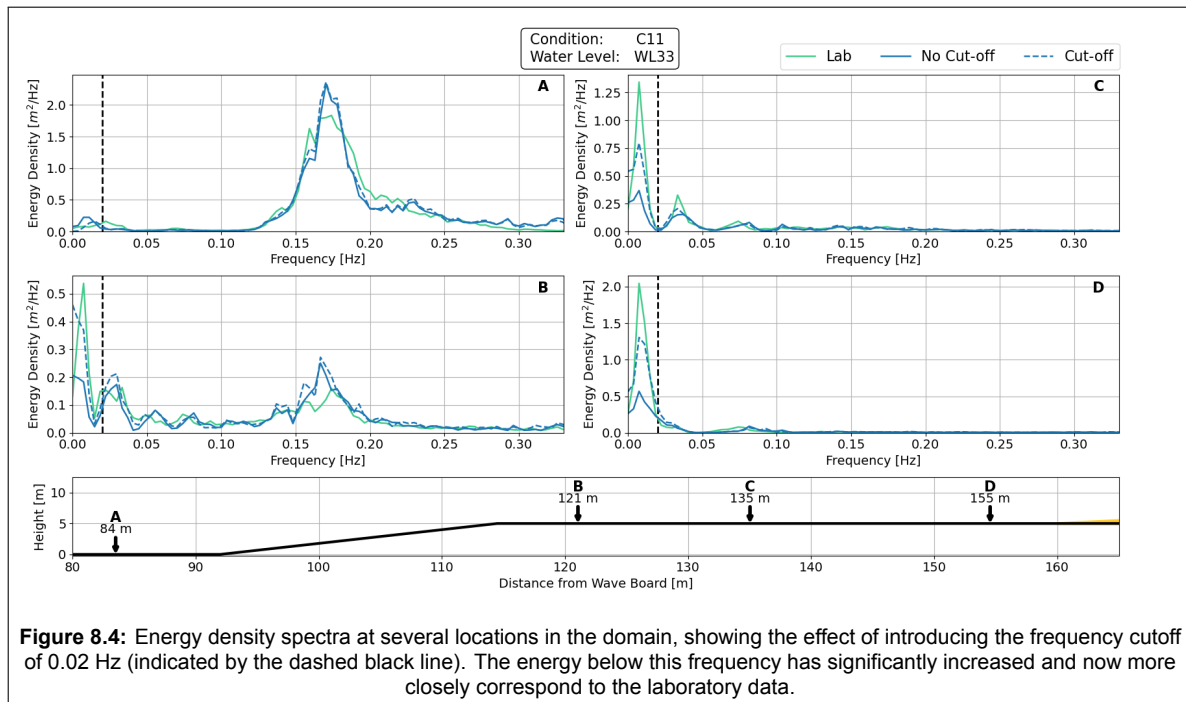 Condition: C11
Water Level: WL33
Lab No Cut-off Cut-off
A
Energy Density [m²/Hz]
2.0
1.5
1.0
0.5
0.0
0.00 0.05 0.10 0.15 0.20 0.25 0.30
Frequency [Hz]
C
Energy Density [m²/Hz]
1.25
1.00
0.75
0.50
0.25
0.00
0.00 0.05 0.10 0.15 0.20 0.25 0.30
Frequency [Hz]
B
Energy Density [m²/Hz]
0.5
0.4
0.3
0.2
0.1
0.0
0.00 0.05 0.10 0.15 0.20 0.25 0.30
Frequency [Hz]
D
Energy Density [m²/Hz]
2.0
1.5
1.0
0.5
0.0
0.00 0.05 0.10 0.15 0.20 0.25 0.30
Frequency [Hz]
Height [m]
10
5
0
A
84 m
B
121 m
C
135 m
D
155 m
80 90 100 110 120 130 140 150 160
Distance from Wave Board [m]
Figure 8.4: Energy density spectra at several locations in the domain, showing the effect of introducing the frequency cutoff
of 0.02 Hz (indicated by the dashed black line). The energy below this frequency has significantly increased and now more
closely correspond to the laboratory data.